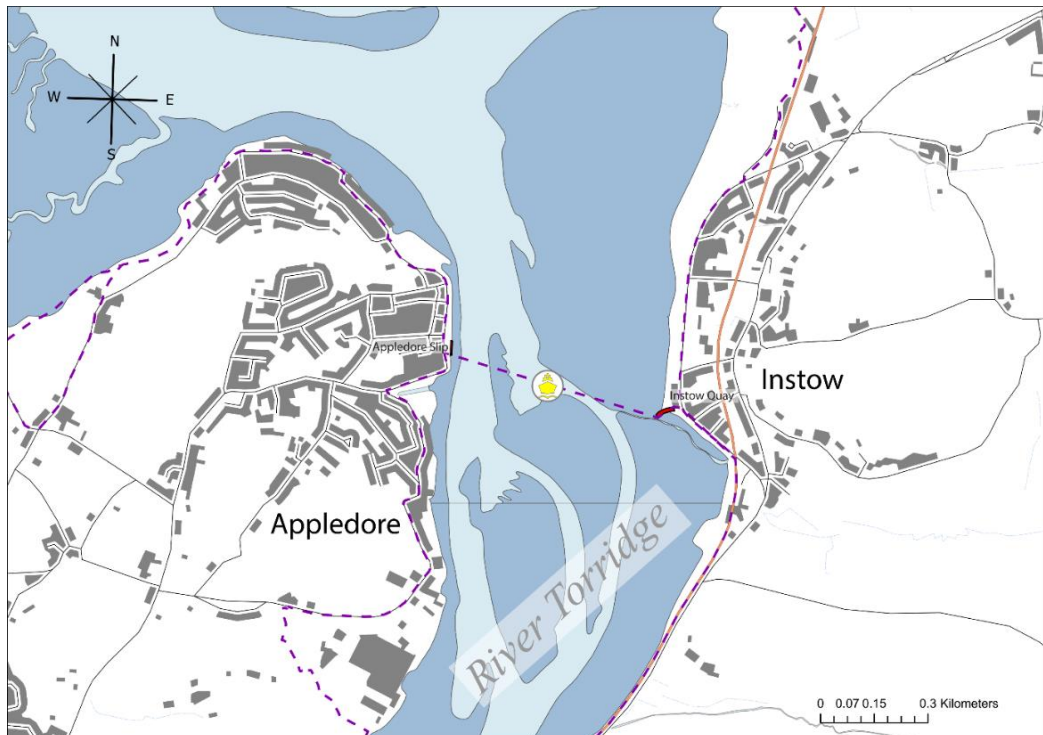 N
W E
S
Appledore Slip
Instow Quay
Instow
Appledore
River Torridge
0 0.07 0.15 0.3 Kilometers